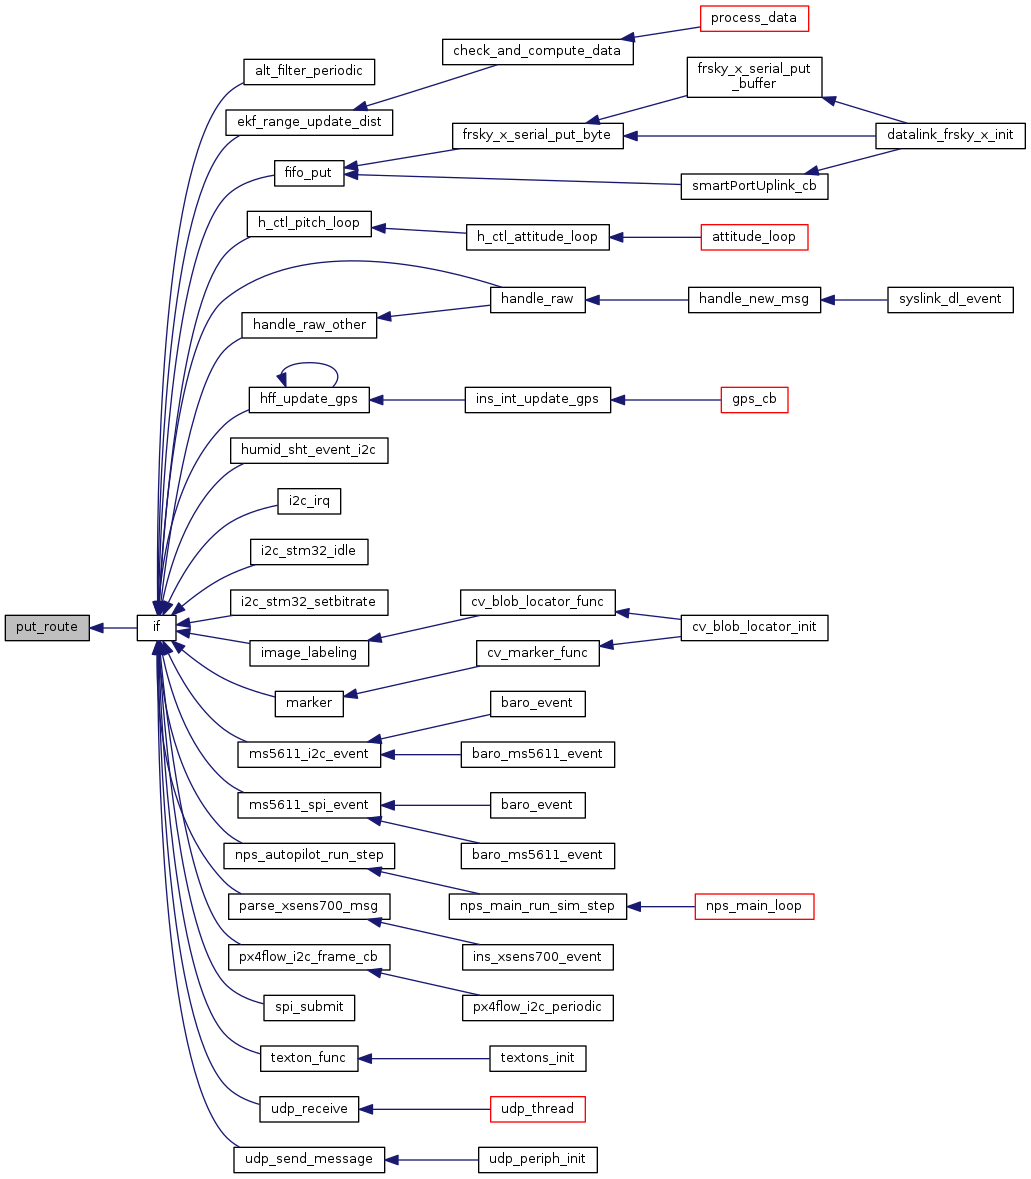 process_data
check_and_compute_data
alt_filter_periodic
frsky_x_serial_put
_buffer
ekf_range_update_dist
frsky_x_serial_put_byte
datalink_frsky_x_init
fifo_put
smartPortUplink_cb
h_ctl_pitch_loop
h_ctl_attitude_loop
attitude_loop
handle_raw
handle_new_msg
syslink_dl_event
handle_raw_other
hff_update_gps
ins_int_update_gps
gps_cb
humid_sht_event_i2c
i2c_irq
i2c_stm32_idle
i2c_stm32_setbitrate
cv_blob_locator_func
put_route
if
cv_blob_locator_init
image_labeling
cv_marker_func
marker
baro_event
ms5611_i2c_event
baro_ms5611_event
ms5611_spi_event
baro_event
nps_autopilot_run_step
baro_ms5611_event
parse_xsens700_msg
nps_main_run_sim_step
nps_main_loop
px4flow_i2c_frame_cb
ins_xsens700_event
spi_submit
px4flow_i2c_periodic
texton_func
textons_init
udp_receive
udp_thread
udp_send_message
udp_periph_init